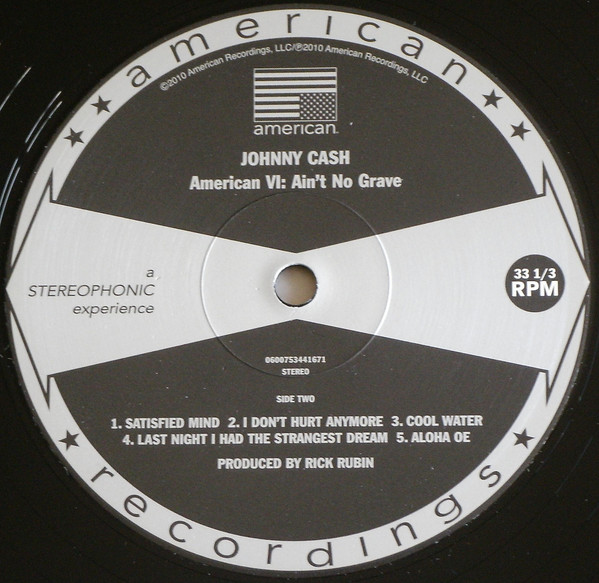 american
©2010 American Recordings, LLC/℗2010 American Recordings, LLC
american
JOHNNY CASH
American VI: Ain't No Grave
a
STEREOPHONIC
experience
33 1/3
RPM
0600753441671
STEREO
SIDE TWO
1. SATISFIED MIND 2. I DON'T HURT ANYMORE 3. COOL WATER
4. LAST NIGHT I HAD THE STRANGEST DREAM 5. ALOHA OE
PRODUCED BY RICK RUBIN
recordings